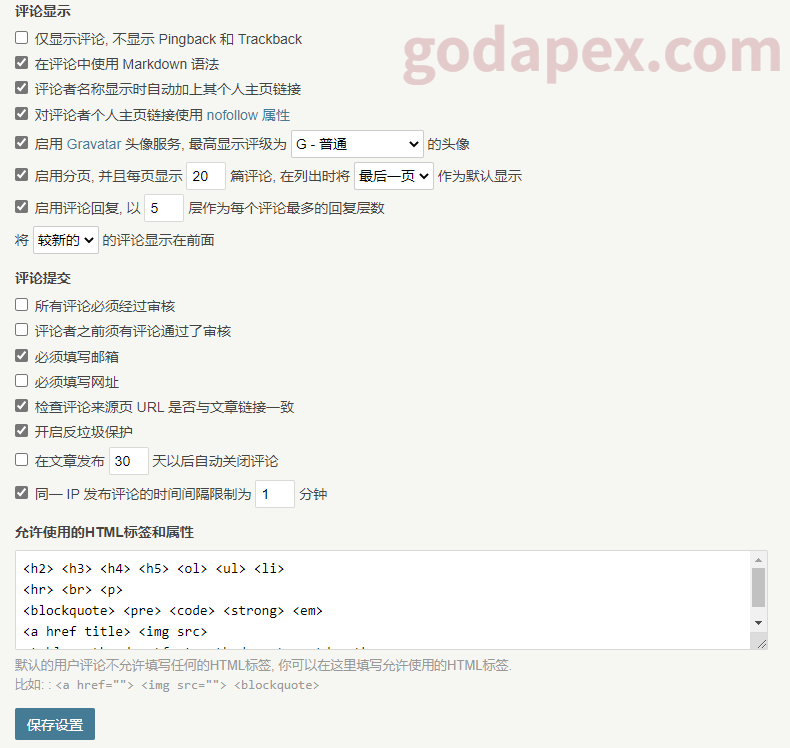 评论显示
godapex.com
仅显示评论, 不显示 Pingback 和 Trackback
在评论中使用 Markdown 语法
评论者名称显示时自动加上其个人主页链接
对评论者个人主页链接使用 nofollow 属性
启用 Gravatar 头像服务, 最高显示评级为 G - 普通 的头像
启用分页, 并且每页显示 20 篇评论, 在列出时将 最后一页 作为默认显示
启用评论回复, 以 5 层作为每个评论最多的回复层数
将 较新的 的评论显示在前面
评论提交
所有评论必须经过审核
评论者之前须有评论通过了审核
必须填写邮箱
必须填写网址
检查评论来源页 URL 是否与文章链接一致
开启反垃圾保护
在文章发布 30 天以后自动关闭评论
同一 IP 发布评论的时间间隔限制为 1 分钟
允许使用的HTML标签和属性
<h2> <h3> <h4> <h5> <ol> <ul> <li>
<hr> <br> <p>
<blockquote> <pre> <code> <strong> <em>
<a href title> <img src>
默认的用户评论不允许填写任何的HTML标签, 你可以在这里填写允许使用的HTML标签.
比如: : <a href=""> <img src=""> <blockquote>
保存设置